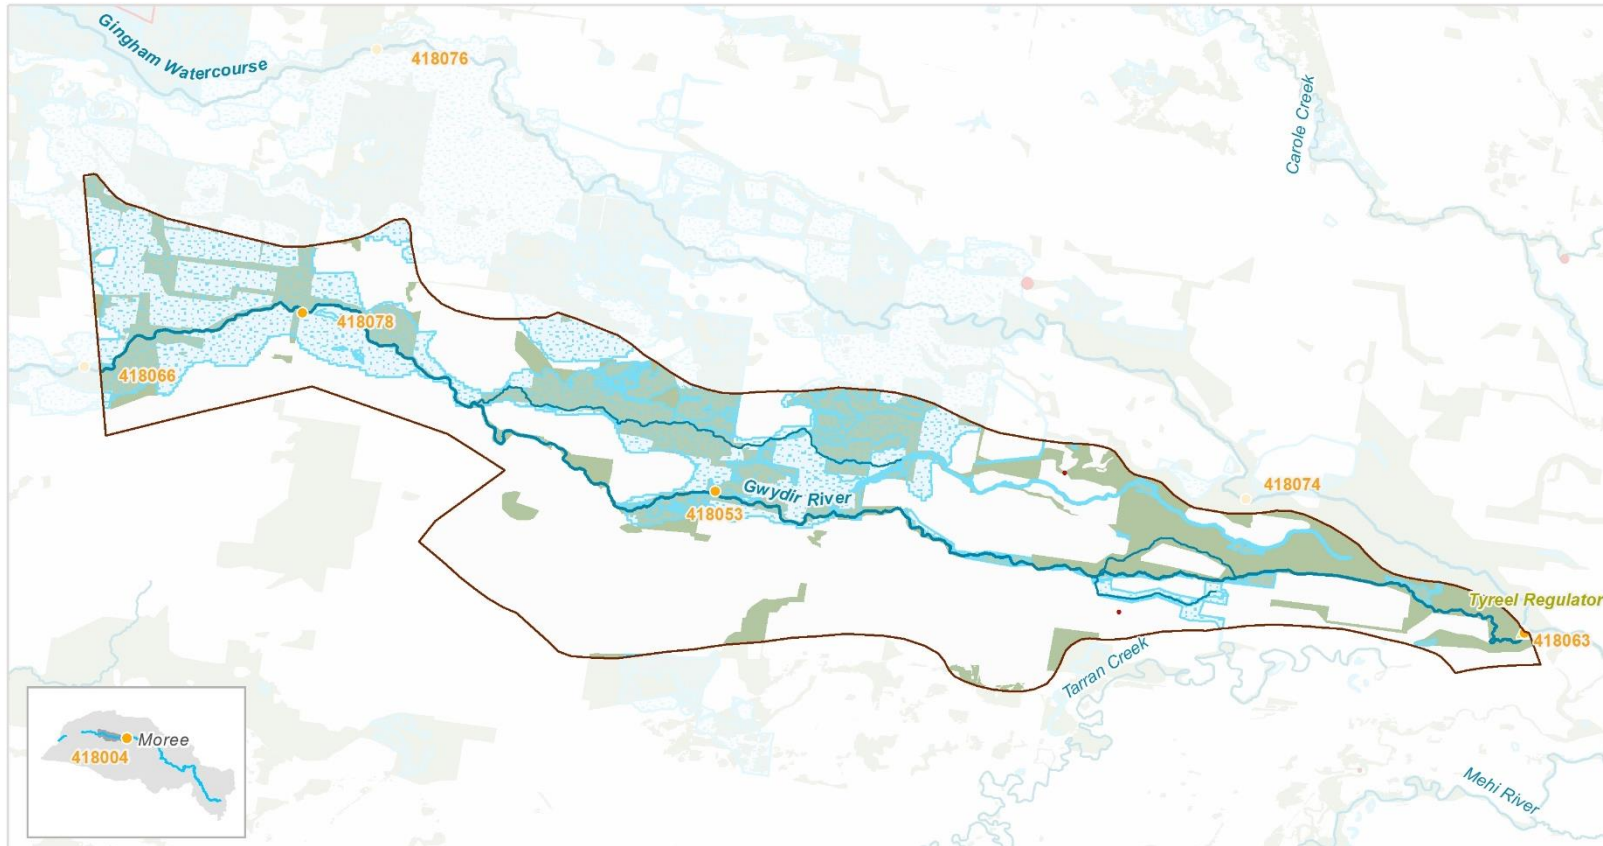 Gingham Watercourse
418076
Carole Creek
418078
418066
418074
Gwydir River
418053
Tyreel Regulator
418063
Tarran Creek
Moree
418004
Mehi River